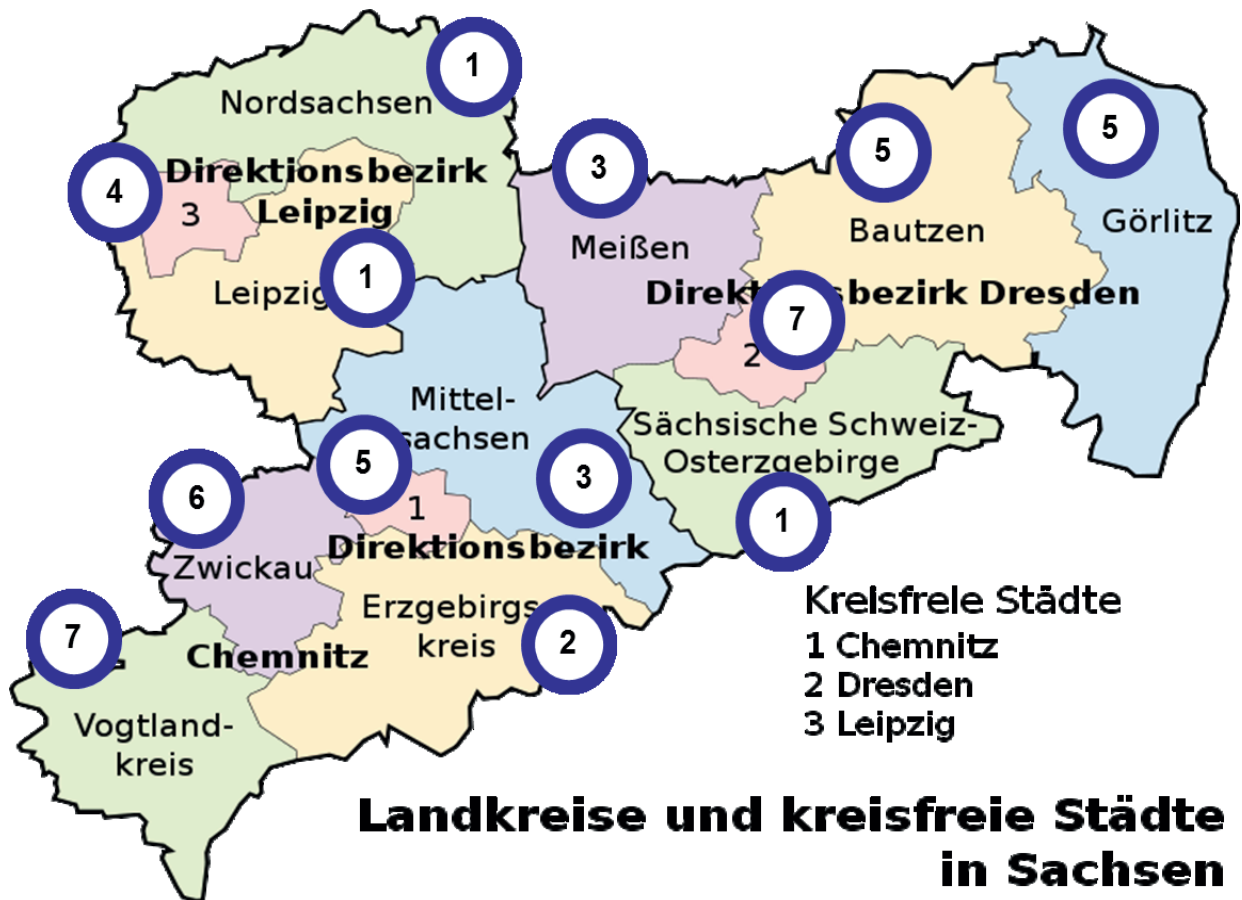 1
Nordsachsen
5
5
3
4
Direktionsbezirk
3
Leipzig
Görlitz
Bautzen
Meißen
1
Leipzig
Direkt sbezirk Dresden
7
2
Mittel-
sachsen
Sächsische Schweiz-
Osterzgebirge
5
3
6
1
1
Direktionsbezirk
Zwickau
Erzgebirgs
kreis
2
7
Chemnitz
Vogtland-
kreis
Kreisfreie Städte
1 Chemnitz
2 Dresden
3 Leipzig
Landkreise und kreisfreie Städte
in Sachsen